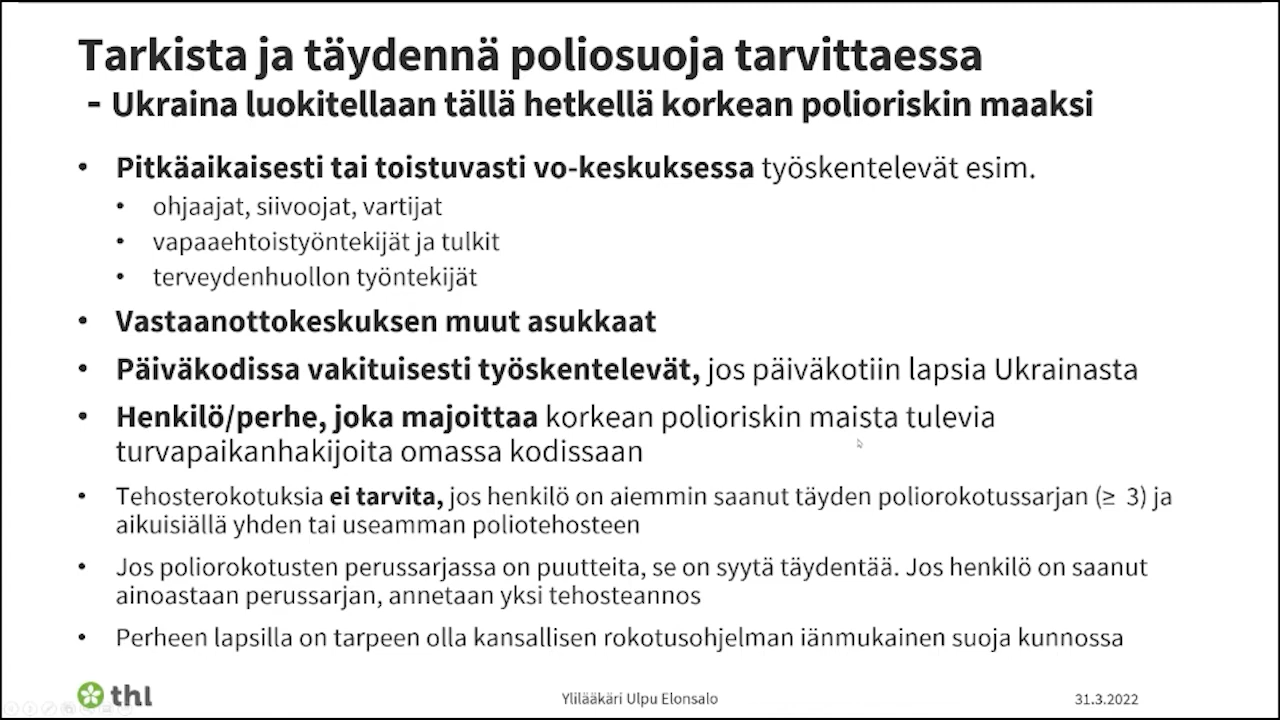 Tarkista ja täydennä poliosuoja tarvittaessa
- Ukraina luokitellaan tällä hetkellä korkean polioriskin maaksi
• Pitkäaikaisesti tai toistuvasti vo-keskuksessa työskentelevät esim.
• ohjaajat, siivoojat, vartijat
• vapaaehtoistyöntekijät ja tulkit
• terveydenhuollon työntekijät
• Vastaanottokeskuksen muut asukkaat
• Päiväkodissa vakituisesti työskentelevät, jos päiväkotiin lapsia Ukrainasta
• Henkilö/perhe, joka majoittaa korkean polioriskin maista tulevia
turvapaikanhakijoita omassa kodissaan
• Tehosterokotuksia ei tarvita, jos henkilö on aiemmin saanut täyden poliorokotussarjan (≥ 3) ja
aikuisiällä yhden tai useamman poliotehosteen
• Jos poliorokotusten perussarjassa on puutteita, se on syytä täydentää. Jos henkilö on saanut
ainoastaan perussarjan, annetaan yksi tehosteannos
• Perheen lapsilla on tarpeen olla kansallisen rokotusohjelman iänmukainen suoja kunnossa
thl
Ylilääkäri Ulpu Elonsalo
31.3.2022